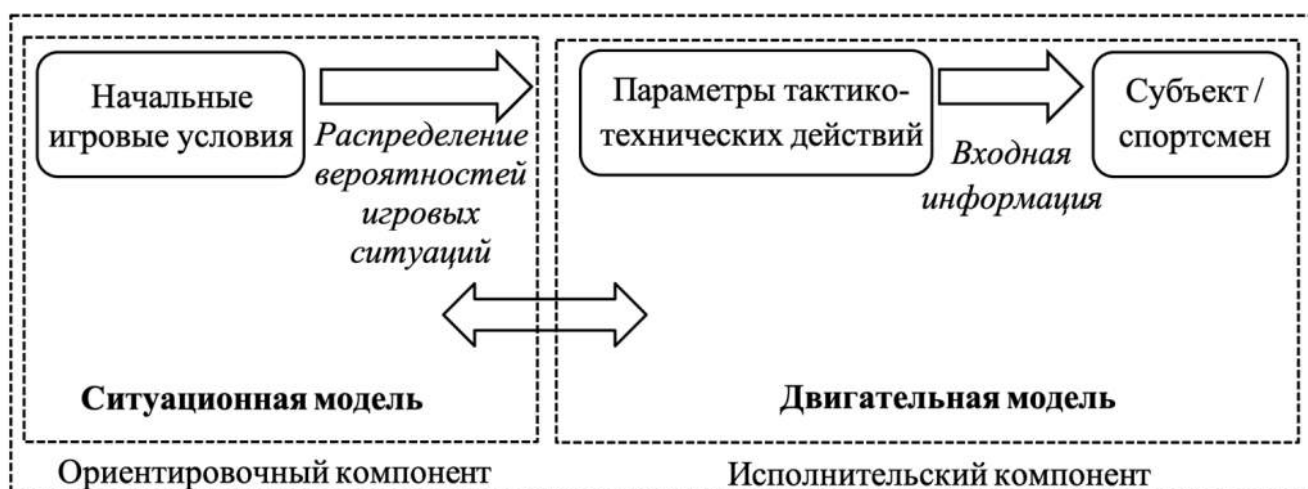 Начальные
игровые условия
Распределение
вероятностей
игровых
ситуаций
Параметры тактико-
технических действий
Входная
информация
Субъект /
спортсмен
Ситуационная модель
Двигательная модель
Ориентировочный компонент
Исполнительский компонент